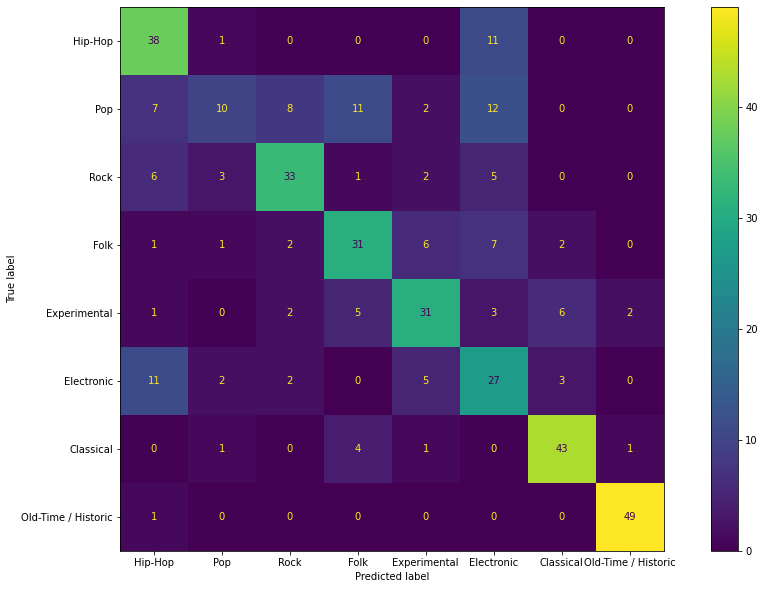 Hip-Hop 38 1 0 0 0 11 0 0
Pop 7 10 8 11 2 12 0 0
Rock 6 3 33 1 2 5 0 0
Folk 1 1 2 31 6 7 2 0
Experimental 1 0 2 5 31 3 6 2
Electronic 11 2 2 0 5 27 3 0
Classical 0 1 0 4 1 0 43 1
Old-Time / Historic 1 0 0 0 0 0 0 49
Hip-Hop Pop Rock Folk Experimental Electronic Classical Old-Time / Historic
Predicted label
True label
40
30
20
10
0